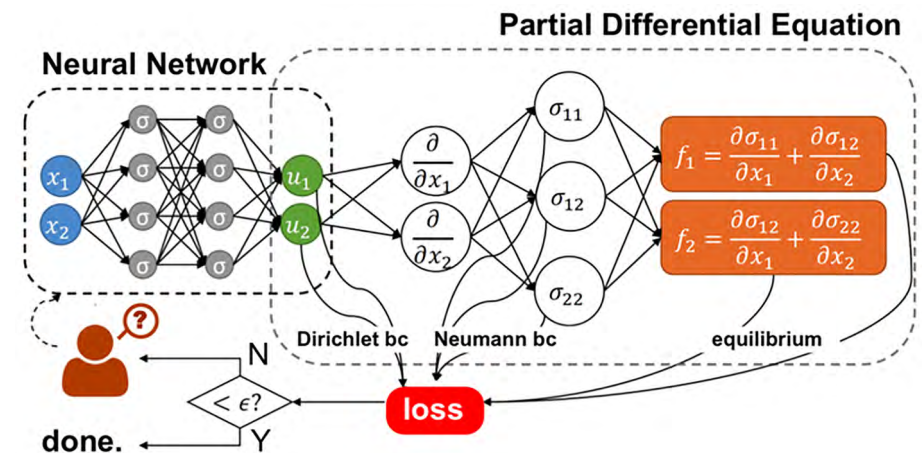 Partial Differential Equation
Neural Network
x₁
x₂
σ
σ
σ
σ
σ
σ
σ
σ
u₁
u₂
∂/∂x₁
∂/∂x₂
σ₁₁
σ₁₂
σ₂₂
f₁ = ∂σ₁₁/∂x₁ + ∂σ₁₂/∂x₂
f₂ = ∂σ₁₂/∂x₁ + ∂σ₂₂/∂x₂
Dirichlet bc
Neumann bc
equilibrium
?
N
< ϵ?
loss
Y
done.